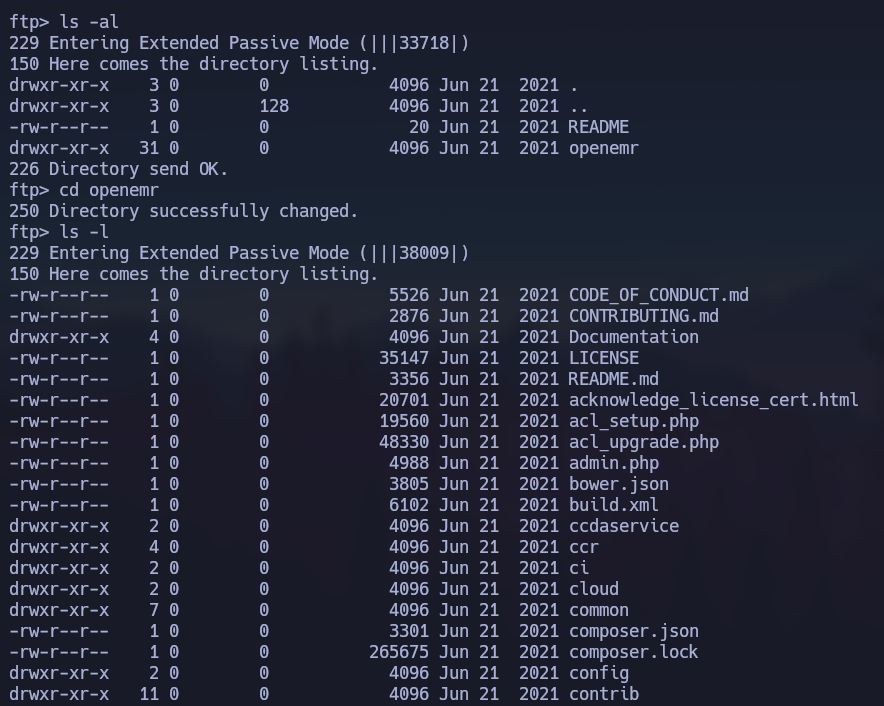 ftp> ls -al
229 Entering Extended Passive Mode (|||33718|)
150 Here comes the directory listing.
drwxr-xr-x    3 0        0            4096 Jun 21  2021 .
drwxr-xr-x    3 0        128          4096 Jun 21  2021 ..
-rw-r--r--    1 0        0              20 Jun 21  2021 README
drwxr-xr-x   31 0        0            4096 Jun 21  2021 openemr
226 Directory send OK.
ftp> cd openemr
250 Directory successfully changed.
ftp> ls -l
229 Entering Extended Passive Mode (|||38009|)
150 Here comes the directory listing.
-rw-r--r--    1 0        0            5526 Jun 21  2021 CODE_OF_CONDUCT.md
-rw-r--r--    1 0        0            2876 Jun 21  2021 CONTRIBUTING.md
drwxr-xr-x    4 0        0            4096 Jun 21  2021 Documentation
-rw-r--r--    1 0        0           35147 Jun 21  2021 LICENSE
-rw-r--r--    1 0        0            3356 Jun 21  2021 README.md
-rw-r--r--    1 0        0           20701 Jun 21  2021 acknowledge_license_cert.html
-rw-r--r--    1 0        0           19560 Jun 21  2021 acl_setup.php
-rw-r--r--    1 0        0           48330 Jun 21  2021 acl_upgrade.php
-rw-r--r--    1 0        0            4988 Jun 21  2021 admin.php
-rw-r--r--    1 0        0            3805 Jun 21  2021 bower.json
-rw-r--r--    1 0        0            6102 Jun 21  2021 build.xml
drwxr-xr-x    2 0        0            4096 Jun 21  2021 ccdaservice
drwxr-xr-x    4 0        0            4096 Jun 21  2021 ccr
drwxr-xr-x    2 0        0            4096 Jun 21  2021 ci
drwxr-xr-x    2 0        0            4096 Jun 21  2021 cloud
drwxr-xr-x    7 0        0            4096 Jun 21  2021 common
-rw-r--r--    1 0        0            3301 Jun 21  2021 composer.json
-rw-r--r--    1 0        0          265675 Jun 21  2021 composer.lock
drwxr-xr-x    2 0        0            4096 Jun 21  2021 config
drwxr-xr-x   11 0        0            4096 Jun 21  2021 contrib